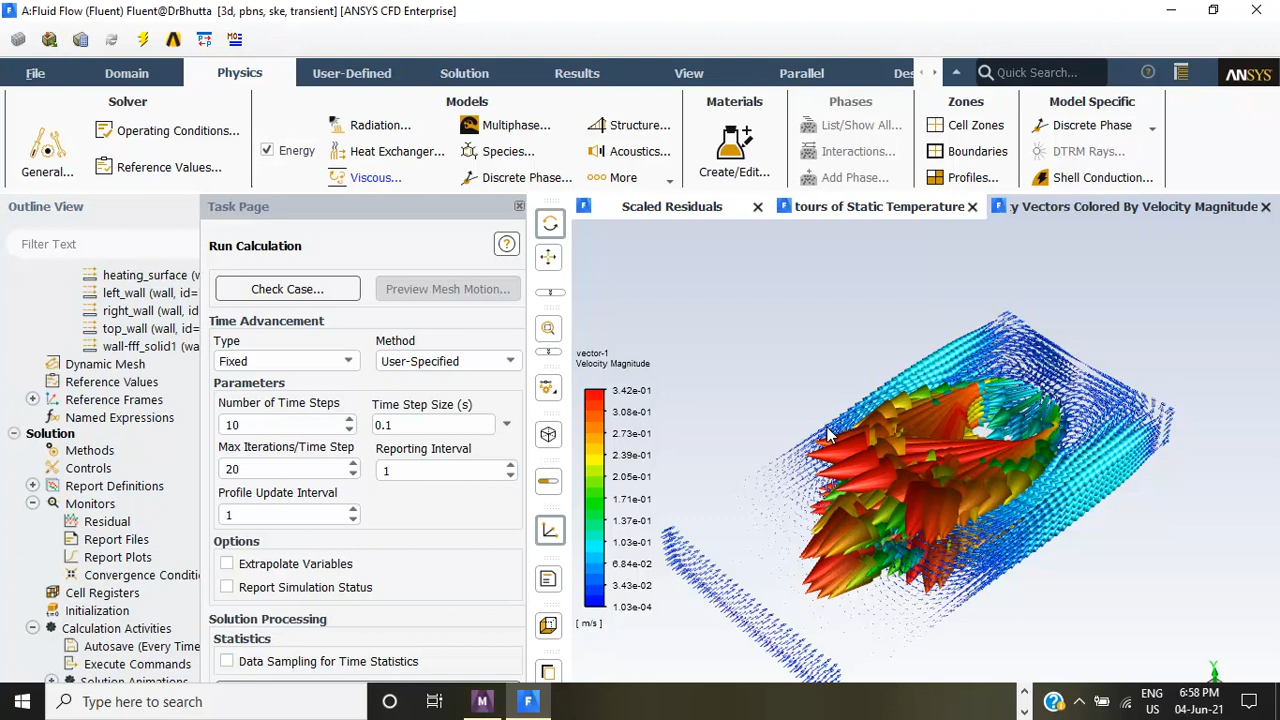 A:Fluid Flow (Fluent) Fluent@DrBhutta [3d, pbns, ske, transient] [ANSYS CFD Enterprise]
File Domain Physics User-Defined Solution Results View Parallel Des Quick Search... ANSYS
Solver Models Materials Phases Zones Model Specific
General... Operating Conditions... Reference Values...
Energy Radiation... Multiphase... Structure...
Heat Exchanger... Species... Acoustics...
Viscous... Discrete Phase... More
Create/Edit...
List/Show All... Cell Zones Discrete Phase
Interactions... Boundaries DTRM Rays...
Add Phase... Profiles... Shell Conduction...
Outline View
Filter Text
heating_surface (w
left_wall (wall, id=
right_wall (wall, id=
top_wall (wall, id=
wall-fff_solid1 (wa
Dynamic Mesh
Reference Values
Reference Frames
Named Expressions
Solution
Methods
Controls
Report Definitions
Monitors
Residual
Report Files
Report Plots
Convergence Conditi
Cell Registers
Initialization
Calculation Activities
Autosave (Every Time
Execute Commands
Solution Animations
Task Page
Run Calculation
Check Case... Preview Mesh Motion...
Time Advancement
Type Method
Fixed User-Specified
Parameters
Number of Time Steps Time Step Size (s)
10 0.1
Max Iterations/Time Step Reporting Interval
20 1
Profile Update Interval
1
Options
Extrapolate Variables
Report Simulation Status
Solution Processing
Statistics
Data Sampling for Time Statistics
Scaled Residuals tours of Static Temperature y Vectors Colored By Velocity Magnitude
vector-1
Velocity Magnitude
3.42e-01
3.08e-01
2.73e-01
2.39e-01
2.05e-01
1.71e-01
1.37e-01
1.03e-01
6.84e-02
3.43e-02
1.03e-04
[ m/s ]
Y
Type here to search
M F
ENG
US
6:58 PM
04-Jun-21